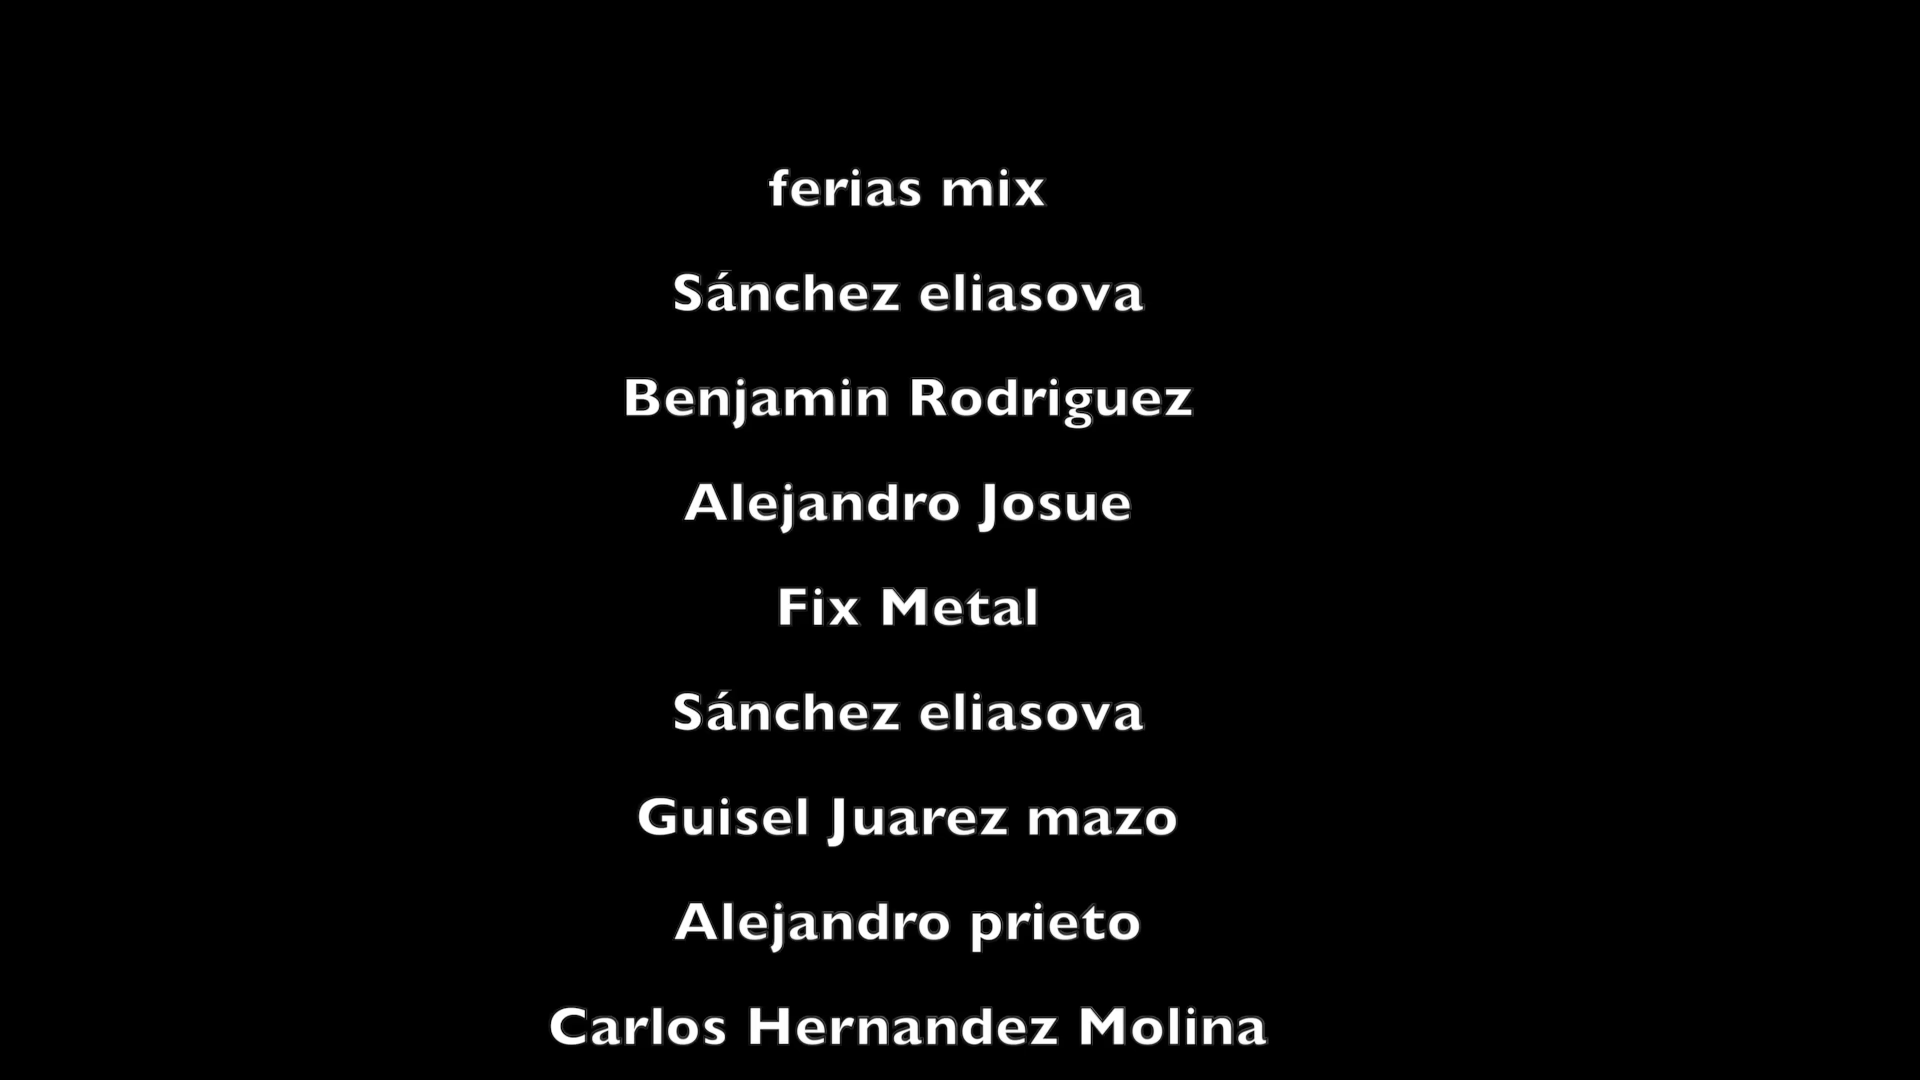 ferias mix
Sánchez eliasova
Benjamin Rodriguez
Alejandro Josue
Fix Metal
Sánchez eliasova
Guisel Juarez mazo
Alejandro prieto
Carlos Hernandez Molina